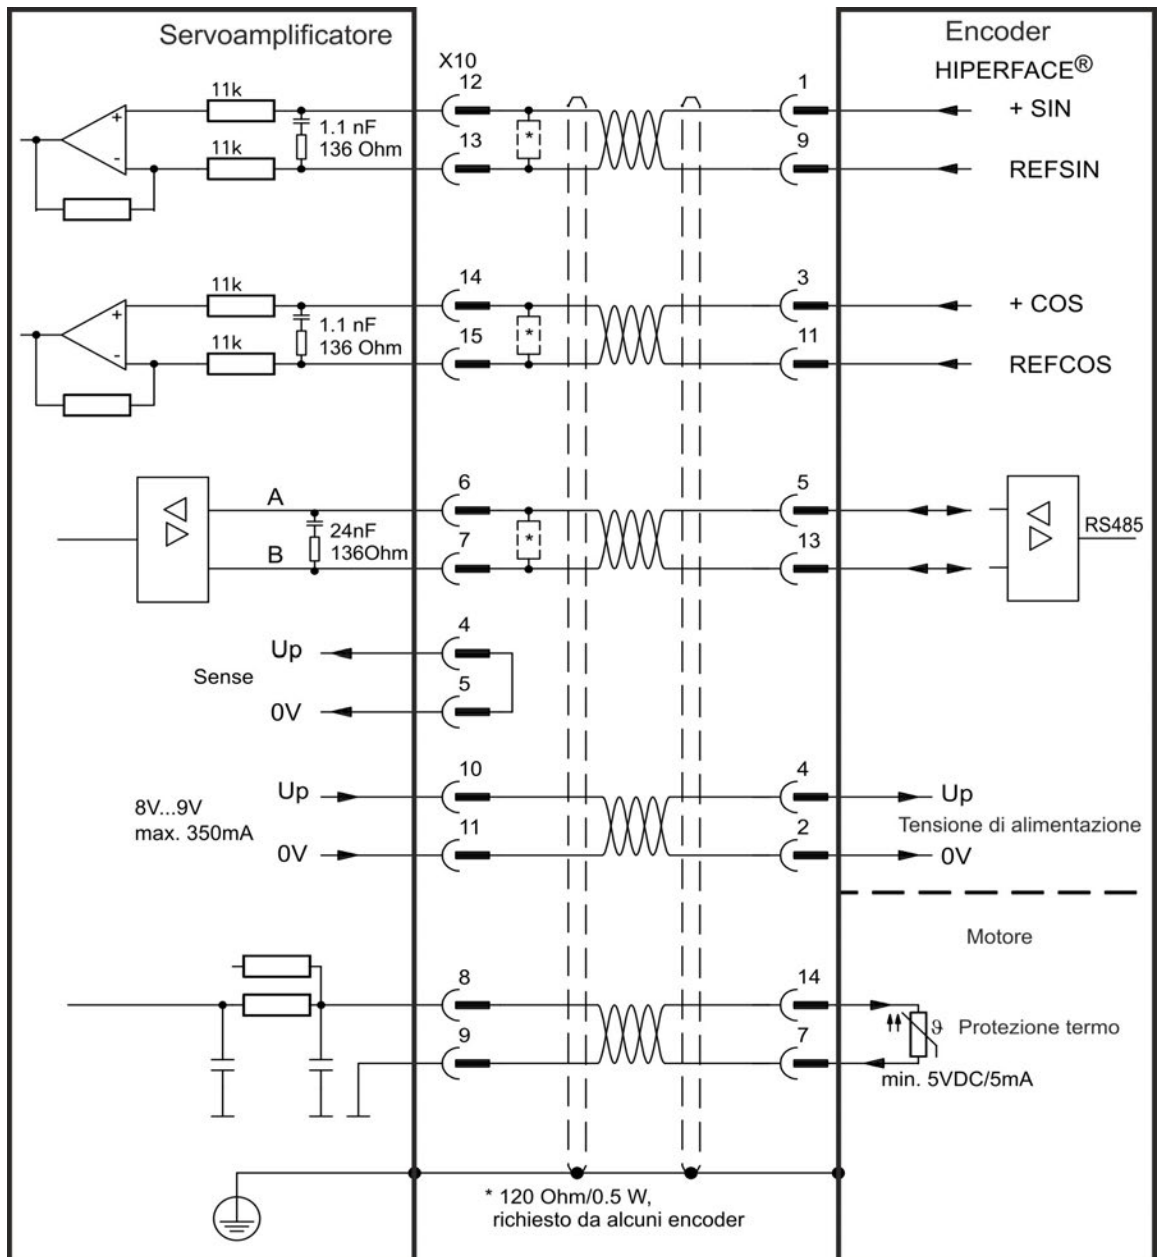 Servoamplificatore
X10
Encoder
HIPERFACE®
11k
12
1
+ SIN
+
1.1 nF
136 Ohm
*
11k
13
9
REFSIN
-
11k
14
3
+ COS
+
1.1 nF
136 Ohm
*
11k
15
11
REFCOS
-
A
6
5
24nF
136Ohm
*
RS485
B
7
13
Up
4
Sense
0V
5
Up
10
4
Up
8V...9V
max. 350mA
Tensione di alimentazione
0V
11
2
0V
Motore
8
14
ϑ
Protezione termo
9
7
min. 5VDC/5mA
* 120 Ohm/0.5 W,
richiesto da alcuni encoder